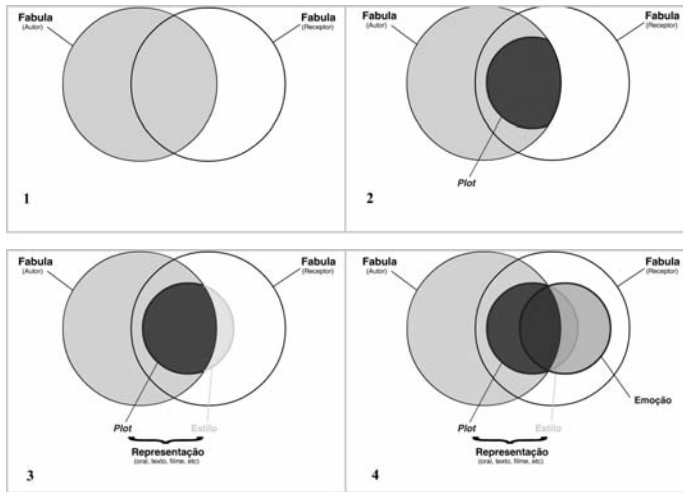 Fabula
(Autor)
Fabula
(Receptor)
1
Fabula
(Autor)
Fabula
(Receptor)
Plot
2
Fabula
(Autor)
Fabula
(Receptor)
Plot
Estilo
Representação
(oral, texto, filme, etc)
3
Fabula
(Autor)
Fabula
(Receptor)
Emoção
Plot
Estilo
Representação
(oral, texto, filme, etc)
4